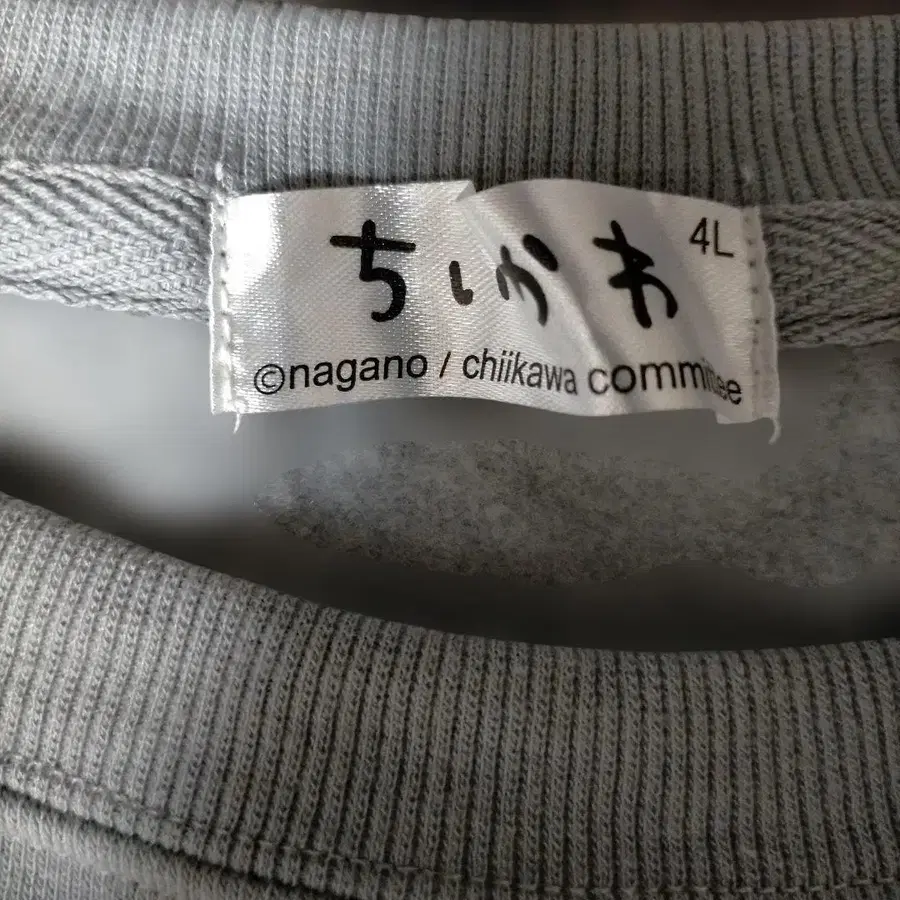 ちいかわ
4L
©nagano / chiikawa committee